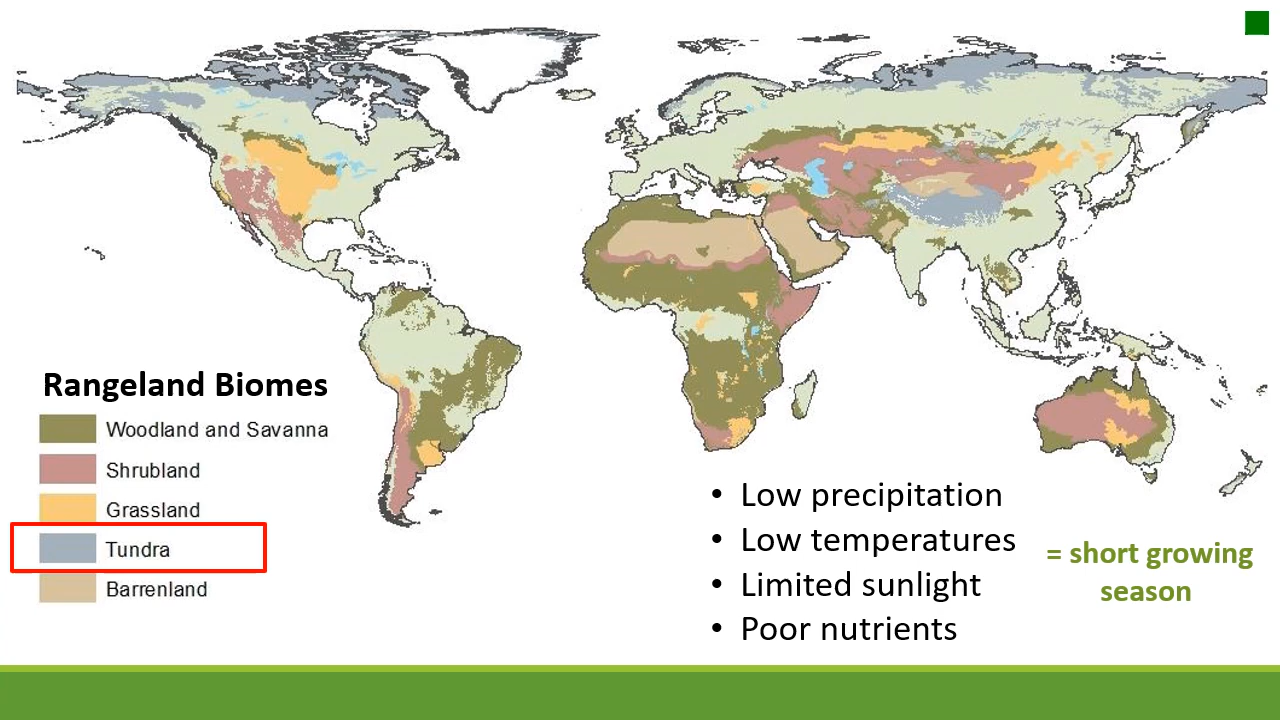 Rangeland Biomes
Woodland and Savanna
Shrubland
Grassland
Tundra
Barrenland
• Low precipitation
• Low temperatures
• Limited sunlight
• Poor nutrients
= short growing
season